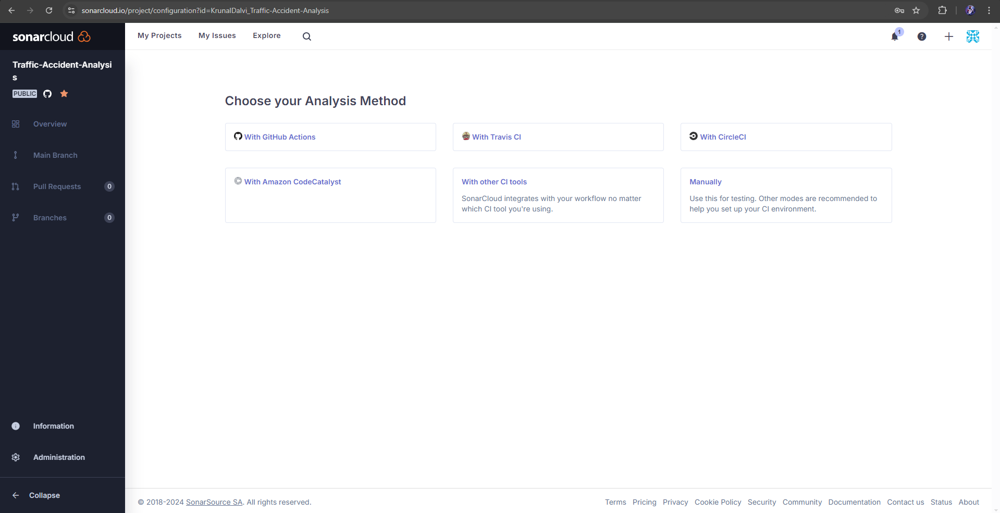 sonarcloud.io/project/configuration?id=KrunalDalvi_Traffic-Accident-Analysis
sonarcloud
My Projects
My Issues
Explore
1
?
Traffic-Accident-Analysi
s
PUBLIC
Overview
Main Branch
Pull Requests
0
Branches
0
Information
Administration
Collapse
Choose your Analysis Method
With GitHub Actions
With Travis CI
With CircleCI
With Amazon CodeCatalyst
With other CI tools
SonarCloud integrates with your workflow no matter
which CI tool you're using.
Manually
Use this for testing. Other modes are recommended to
help you set up your CI environment.
© 2018-2024 SonarSource SA. All rights reserved.
Terms Pricing Privacy Cookie Policy Security Community Documentation Contact us Status About